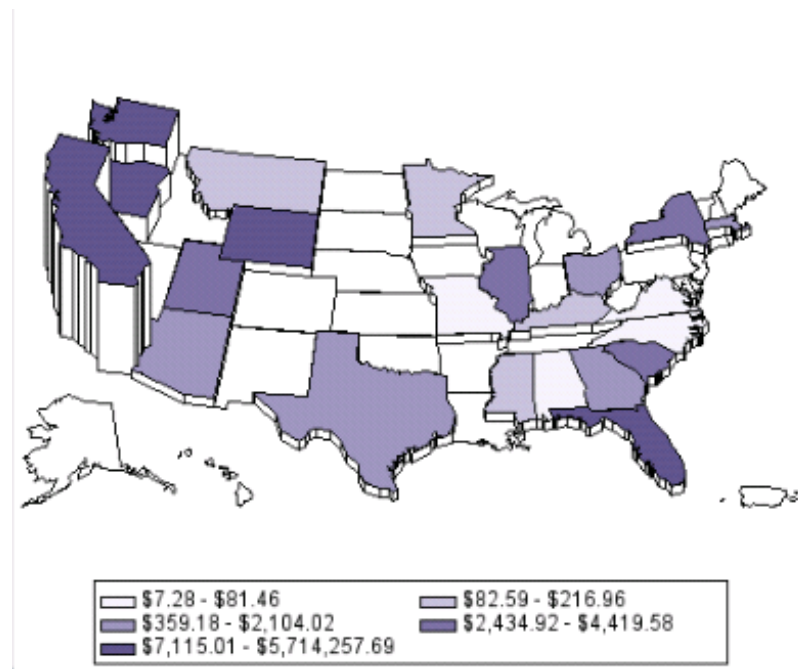 $7.28 - $81.46 $82.59 - $216.96
$359.18 - $2,104.02 $2,434.92 - $4,419.58
$7,115.01 - $5,714,257.69